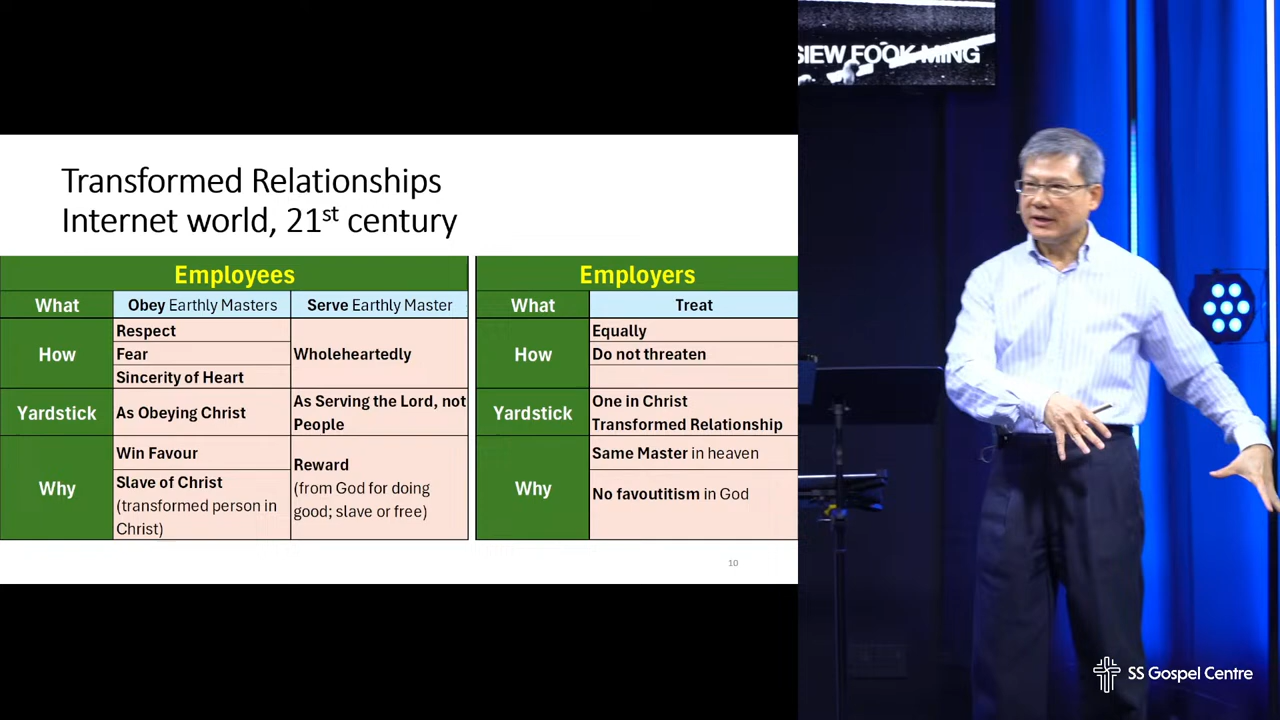 SIEW FOOK MING
Transformed Relationships
Internet world, 21st century
Employees
What
Obey Earthly Masters
Serve Earthly Master
How
Respect
Fear
Sincerity of Heart
Wholeheartedly
Yardstick
As Obeying Christ
As Serving the Lord, not
People
Why
Win Favour
Slave of Christ
(transformed person in
Christ)
Reward
(from God for doing
good; slave or free)
Employers
What
Treat
How
Equally
Do not threaten
Yardstick
One in Christ
Transformed Relationship
Why
Same Master in heaven
No favoutitism in God
10
SS Gospel Centre